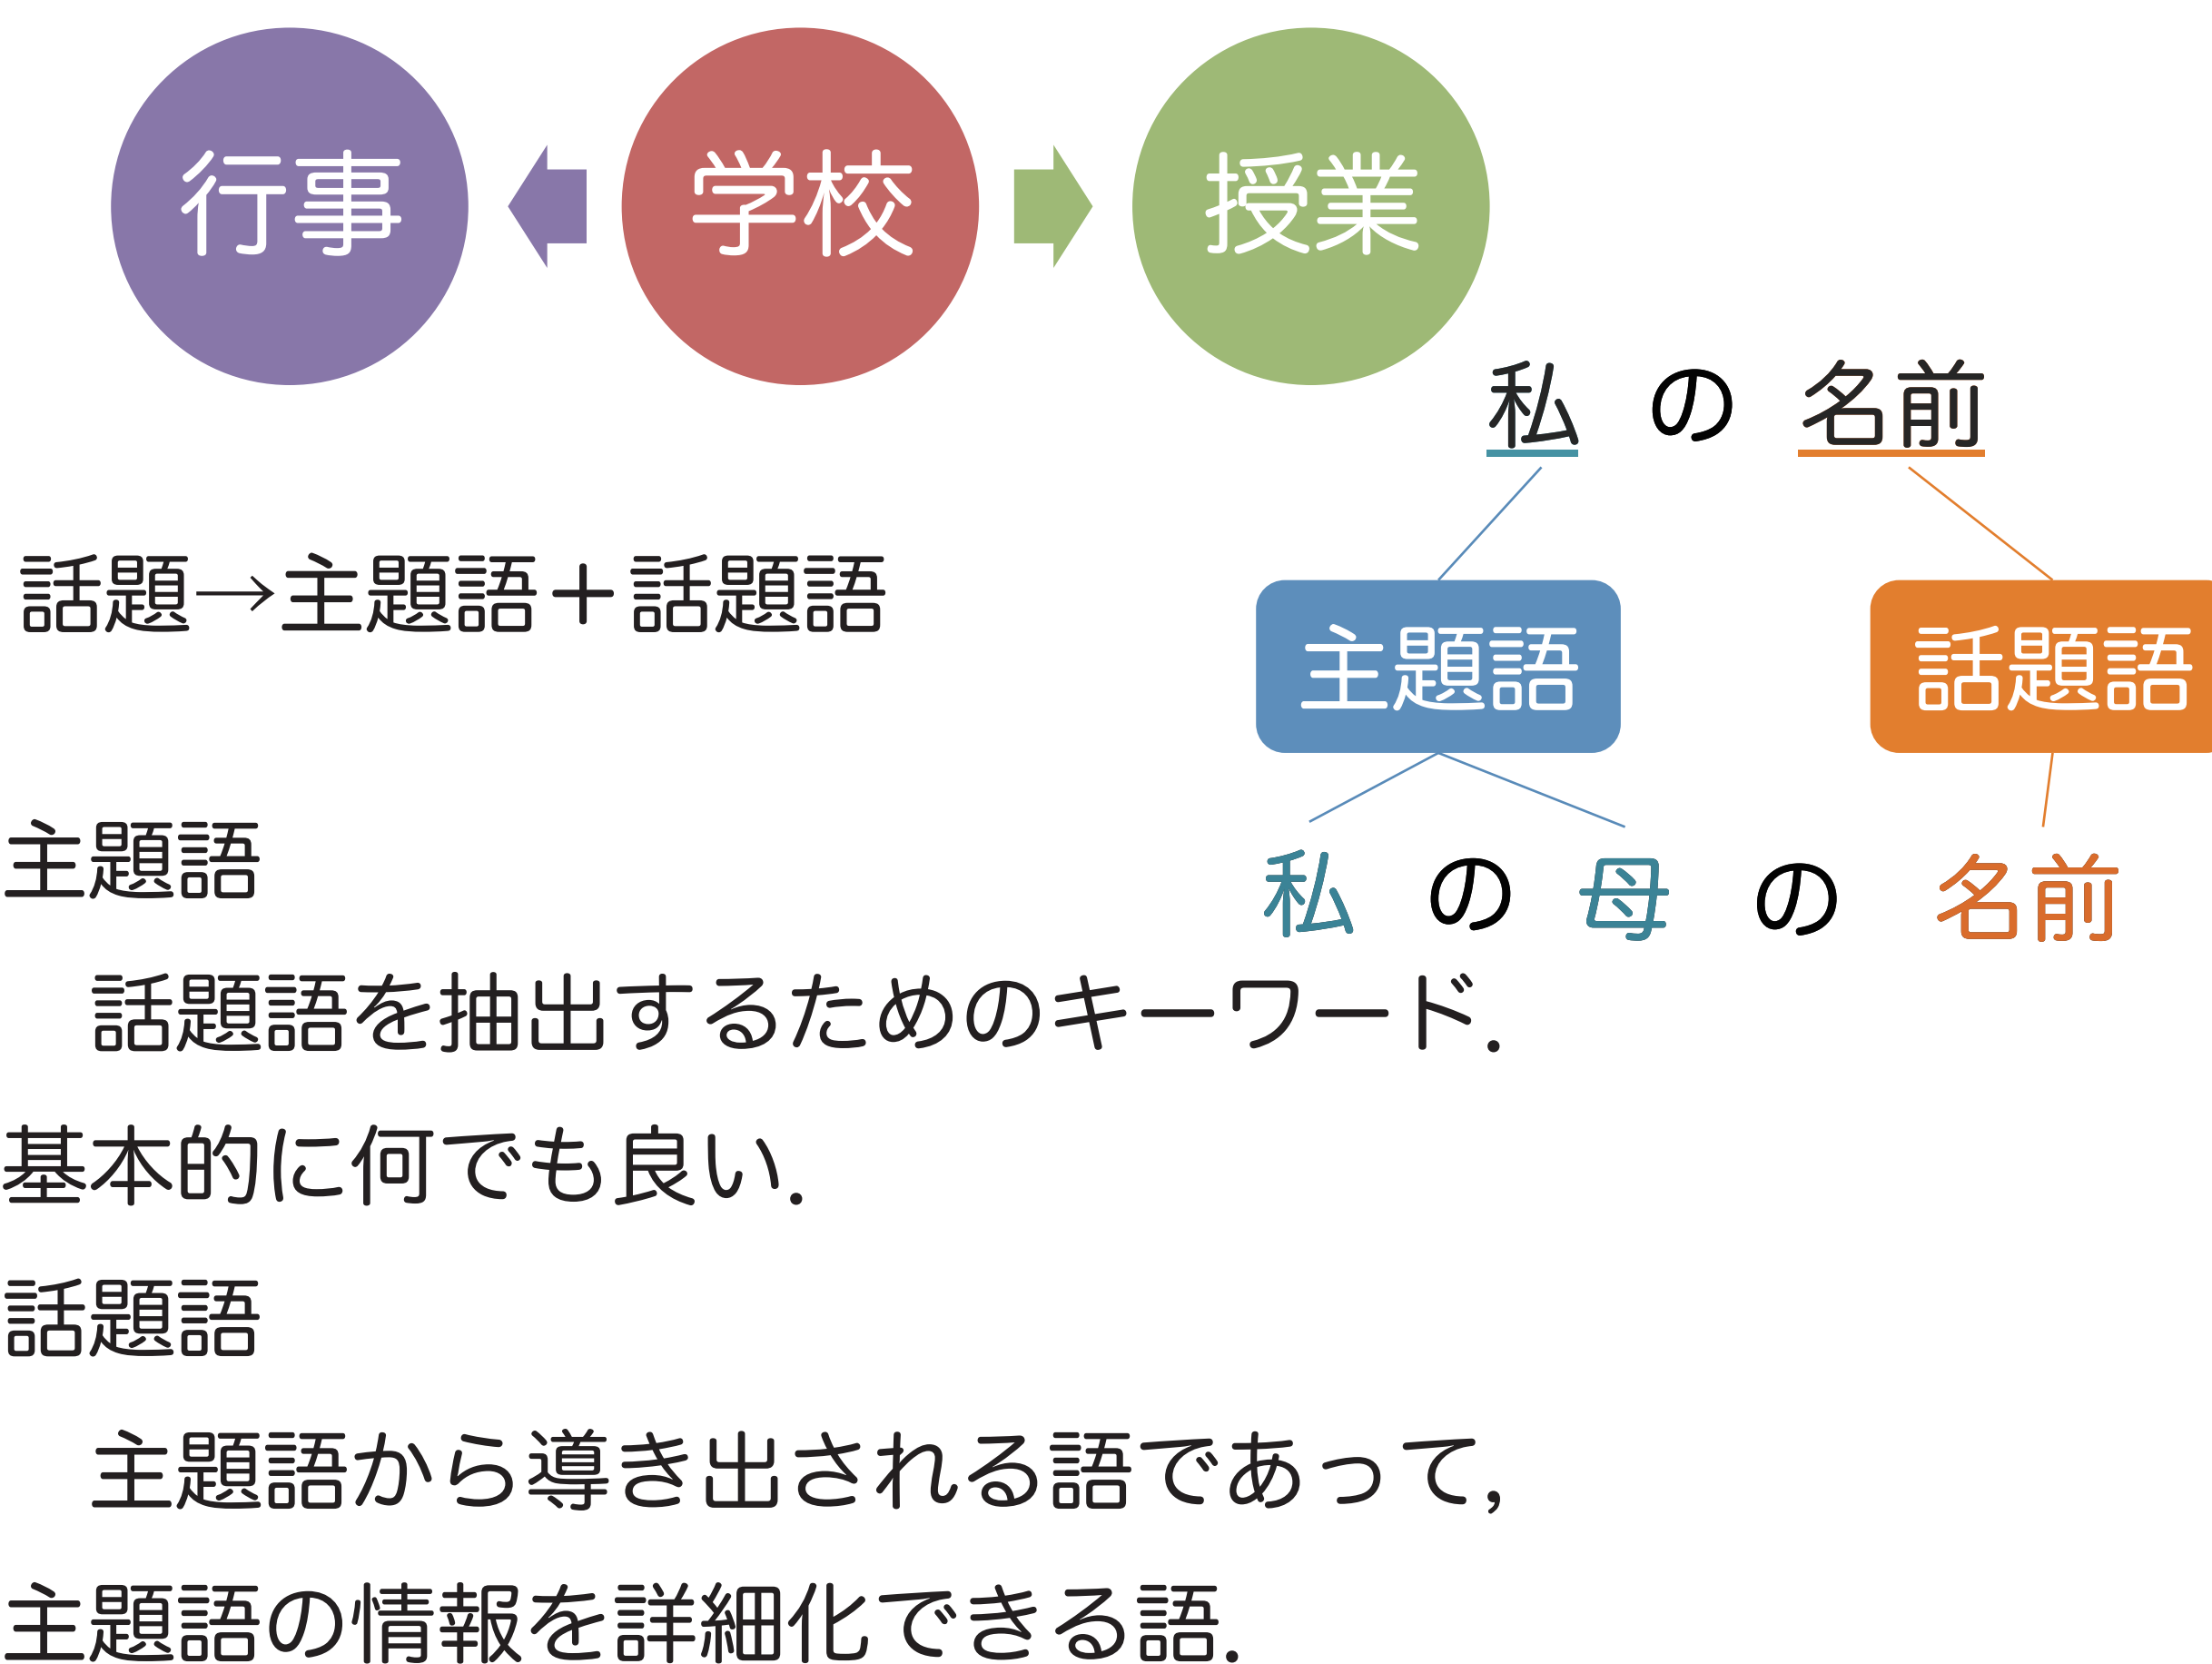 行事 学校 授業
私 の 名前
話題→主題語＋話題語
主題語 話題語
主題語
私 の 母 の 名前
話題語を抽出するためのキーワード.
基本的に何でも良い.
話題語
主題語から導き出される語であって,
主題語の情報を詳細化できる語.